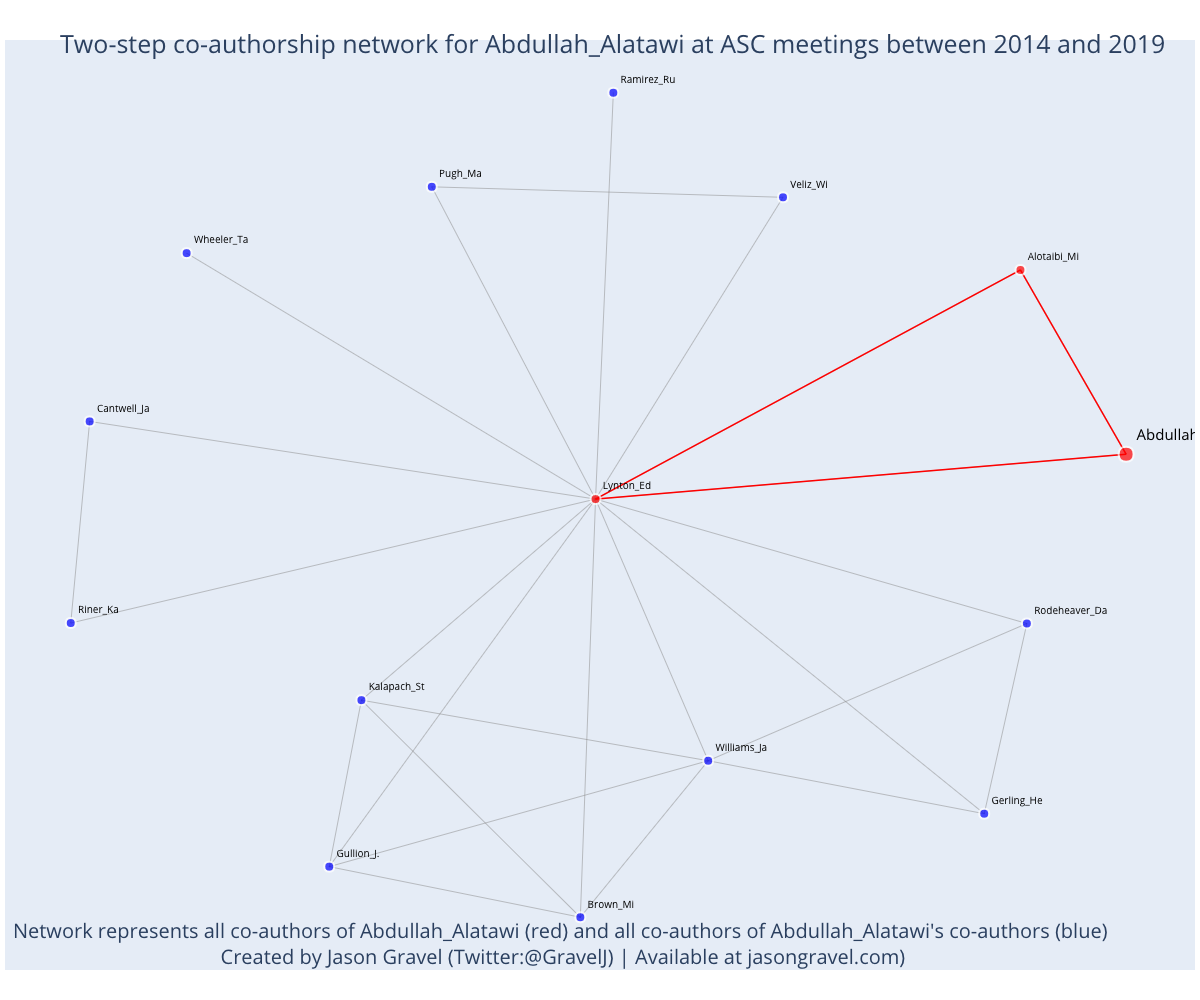 Two-step co-authorship network for Abdullah_Alatawi at ASC meetings between 2014 and 2019
Ramirez_Ru
Pugh_Ma
Veliz_Wi
Wheeler_Ta
Alotaibi_Mi
Cantwell_Ja
Abdullah
Lynton_Ed
Riner_Ka
Rodeheaver_Da
Kalapach_St
Williams_Ja
Gerling_He
Gullion_J.
Brown_Mi
Network represents all co-authors of Abdullah_Alatawi (red) and all co-authors of Abdullah_Alatawi's co-authors (blue)
Created by Jason Gravel (Twitter:@GravelJ) | Available at jasongravel.com)